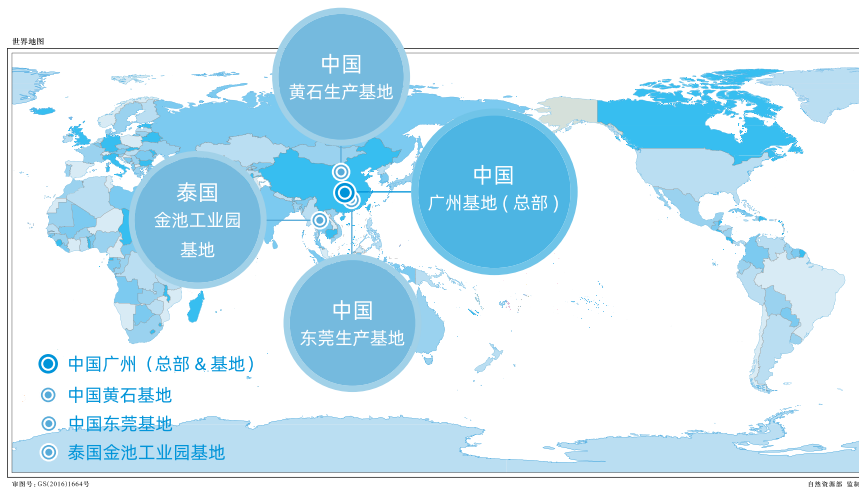 世界地图
中国
黄石生产基地
中国
广州基地(总部)
泰国
金池工业园
基地
中国
东莞生产基地
中国广州（总部 & 基地）
中国黄石基地
中国东莞基地
泰国金池工业园基地
审图号: GS(2016)1664号
自然资源部 监制